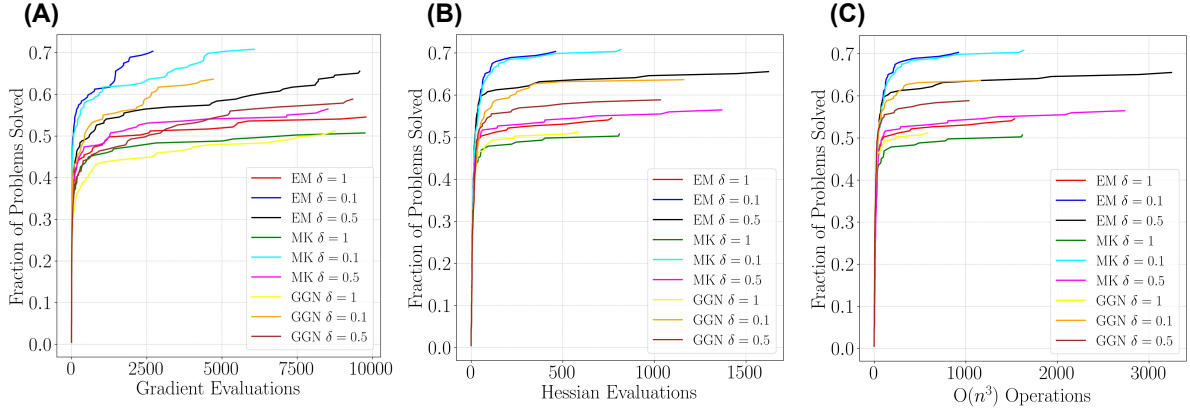 (A)
Fraction of Problems Solved
0.7
0.6
0.5
0.4
0.3
0.2
0.1
0.0
EM δ = 1
EM δ = 0.1
EM δ = 0.5
MK δ = 1
MK δ = 0.1
MK δ = 0.5
GGN δ = 1
GGN δ = 0.1
GGN δ = 0.5
0 2500 5000 7500 10000
Gradient Evaluations
(B)
Fraction of Problems Solved
0.7
0.6
0.5
0.4
0.3
0.2
0.1
0.0
EM δ = 1
EM δ = 0.1
EM δ = 0.5
MK δ = 1
MK δ = 0.1
MK δ = 0.5
GGN δ = 1
GGN δ = 0.1
GGN δ = 0.5
0 500 1000 1500
Hessian Evaluations
(C)
Fraction of Problems Solved
0.7
0.6
0.5
0.4
0.3
0.2
0.1
0.0
EM δ = 1
EM δ = 0.1
EM δ = 0.5
MK δ = 1
MK δ = 0.1
MK δ = 0.5
GGN δ = 1
GGN δ = 0.1
GGN δ = 0.5
0 1000 2000 3000
O(n³) Operations